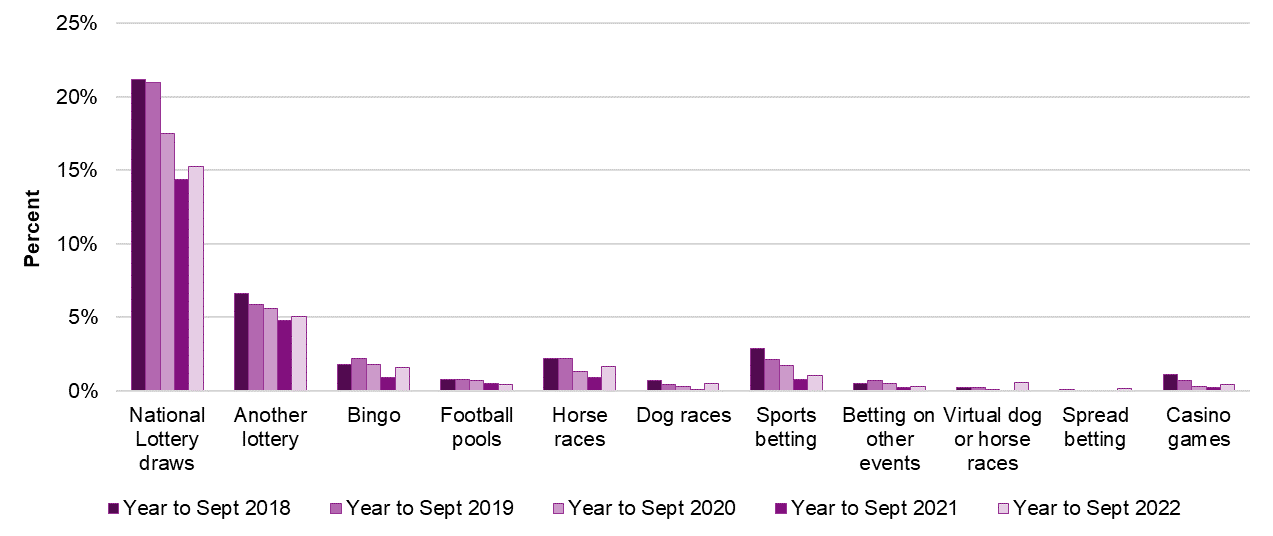 25%
20%
15%
10%
5%
0%
Percent
National Lottery draws
Another lottery
Bingo
Football pools
Horse races
Dog races
Sports betting
Betting on other events
Virtual dog or horse races
Spread betting
Casino games
Year to Sept 2018
Year to Sept 2019
Year to Sept 2020
Year to Sept 2021
Year to Sept 2022